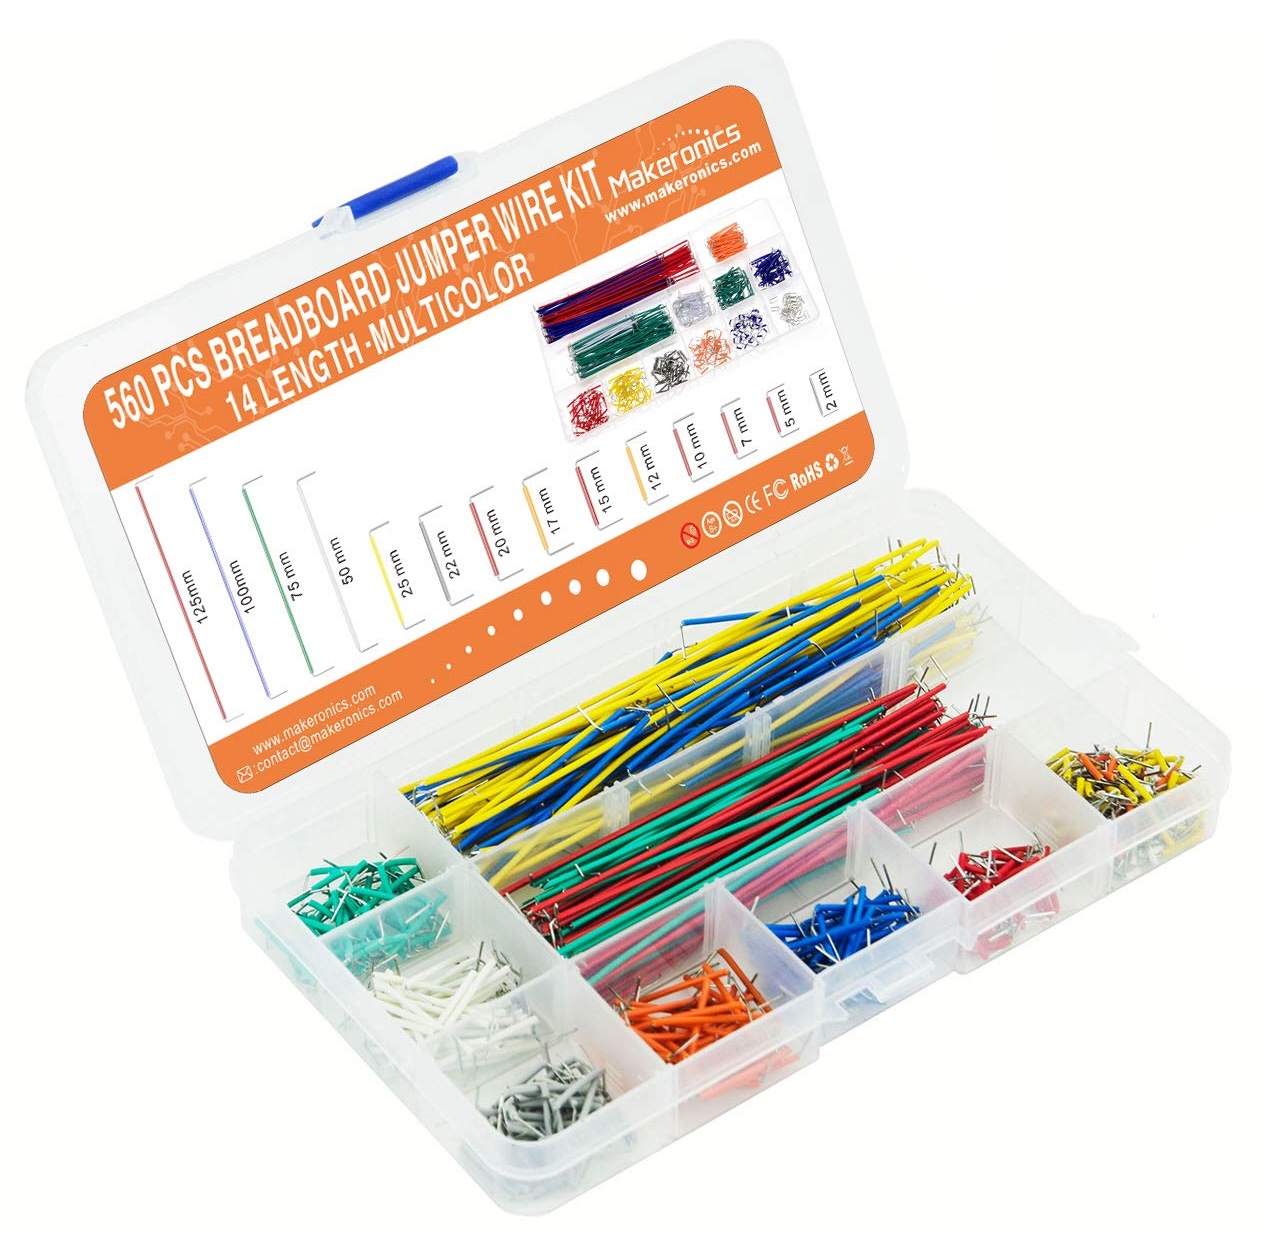 560 PCS BREADBOARD JUMPER WIRE KIT
14 LENGTH -MULTICOLOR
Makeronics
www.makeronics.com
125mm
100mm
75 mm
50 mm
25 mm
22 mm
20 mm
17 mm
15 mm
12 mm
10 mm
7 mm
5 mm
2 mm
CE FC RoHS
www.makeronics.com
:contact@makeronics.com